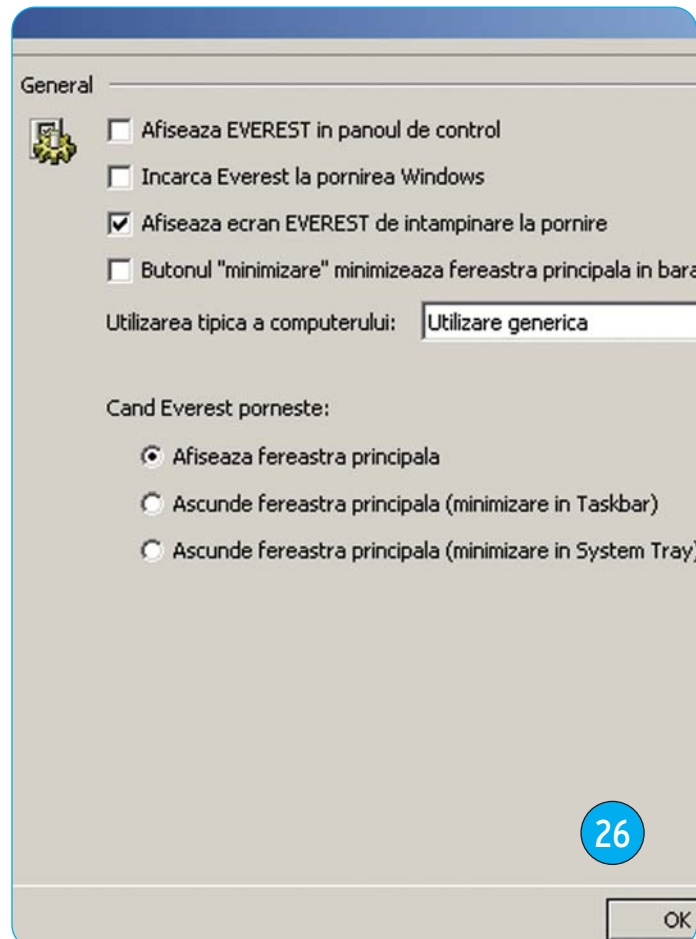 General
Afiseaza EVEREST in panoul de control
Incarca Everest la pornirea Windows
Afiseaza ecran EVEREST de intampinare la pornire
Butonul "minimizare" minimizeaza fereastra principala in bara
Utilizarea tipica a computerului: Utilizare generica
Cand Everest porneste:
Afiseaza fereastra principala
Ascunde fereastra principala (minimizare in Taskbar)
Ascunde fereastra principala (minimizare in System Tray)
26
OK